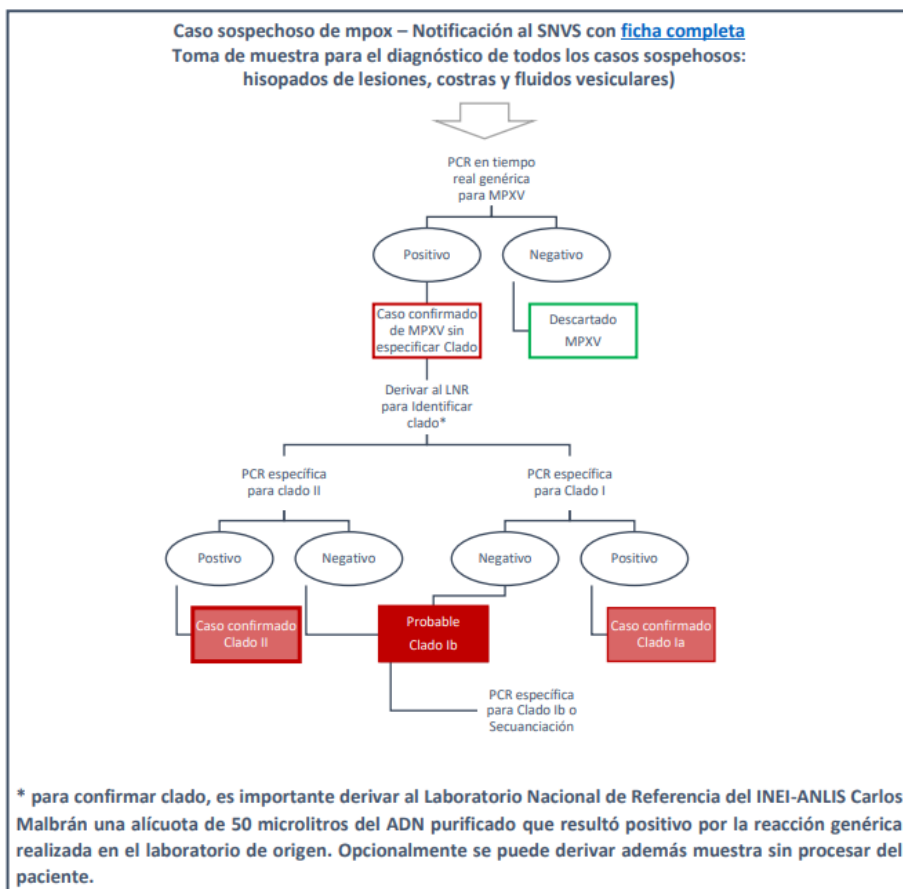 Caso sospechoso de mpox – Notificación al SNVS con ficha completa
Toma de muestra para el diagnóstico de todos los casos sospehosos:
hisopados de lesiones, costras y fluidos vesiculares)
PCR en tiempo
real genérica
para MPXV
Positivo
Negativo
Caso confirmado
de MPXV sin
especificar Clado
Descartado
MPXV
Derivar al LNR
para Identificar
clado*
PCR específica
para clado II
PCR específica
para Clado I
Postivo
Negativo
Negativo
Positivo
Caso confirmado
Clado II
Probable
Clado Ib
Caso confirmado
Clado Ia
PCR específica
para Clado Ib o
Secuanciación
* para confirmar clado, es importante derivar al Laboratorio Nacional de Referencia del INEI-ANLIS Carlos
Malbrán una alícuota de 50 microlitros del ADN purificado que resultó positivo por la reacción genérica
realizada en el laboratorio de origen. Opcionalmente se puede derivar además muestra sin procesar del
paciente.